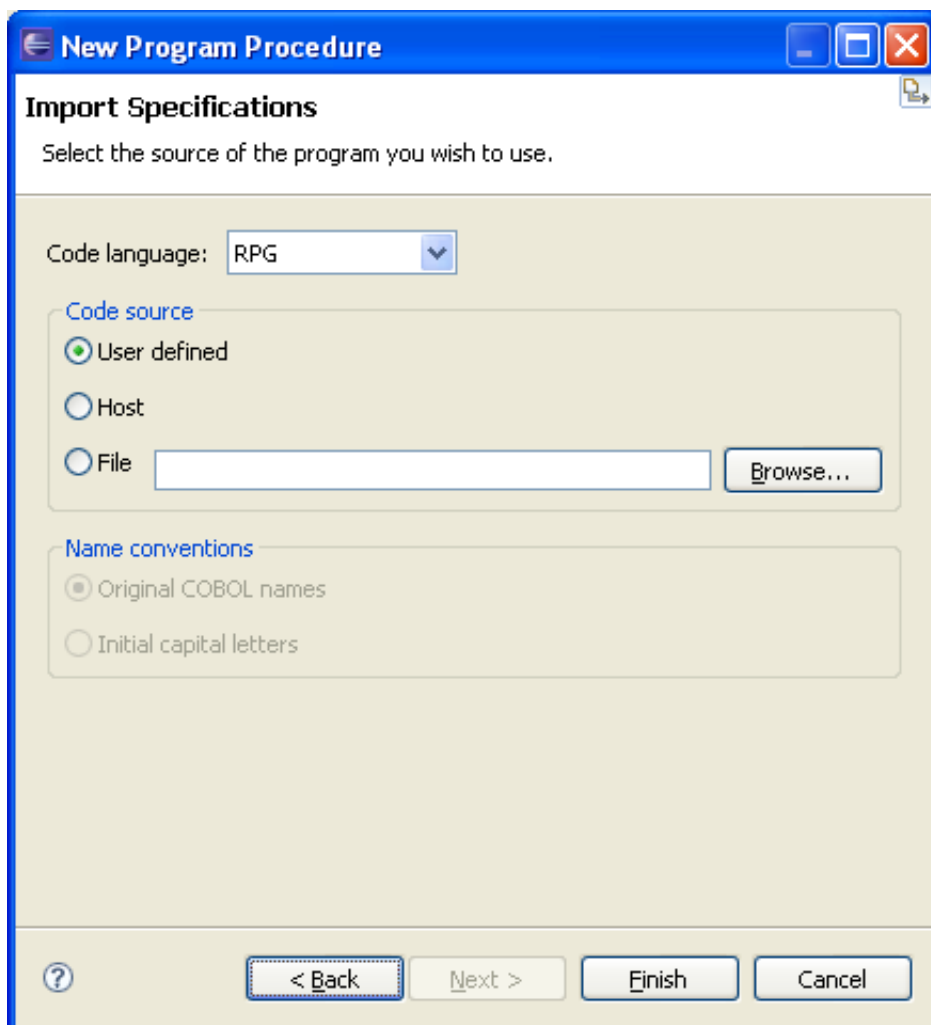 New Program Procedure
Import Specifications
Select the source of the program you wish to use.
Code language: RPG
Code source
User defined
Host
File Browse...
Name conventions
Original COBOL names
Initial capital letters
? < Back Next > Finish Cancel